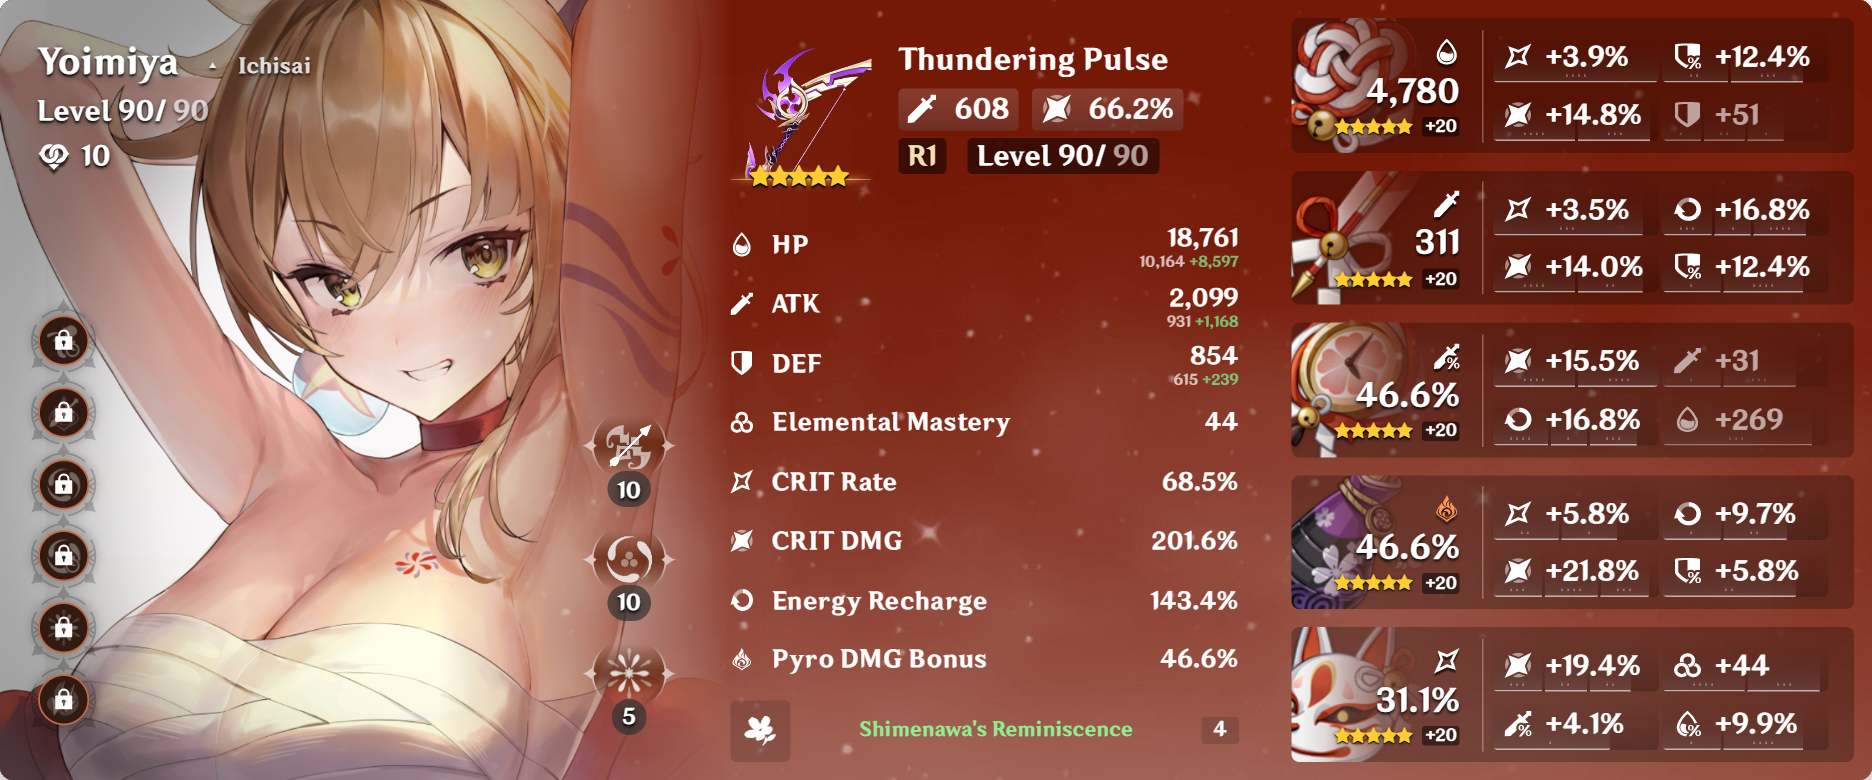 Yoimiya · Ichisai
Level 90/ 90
10
10
10
5
Thundering Pulse
608 66.2%
R1 Level 90/ 90
HP 18,761
10,164 +8,597
ATK 2,099
931 +1,168
DEF 854
615 +239
Elemental Mastery 44
CRIT Rate 68.5%
CRIT DMG 201.6%
Energy Recharge 143.4%
Pyro DMG Bonus 46.6%
Shimenawa's Reminiscence 4
4,780
+20
+3.9% +12.4%
+14.8% +51
311
+20
+3.5% +16.8%
+14.0% +12.4%
46.6%
+20
+15.5% +31
+16.8% +269
46.6%
+20
+5.8% +9.7%
+21.8% +5.8%
31.1%
+20
+19.4% +44
+4.1% +9.9%